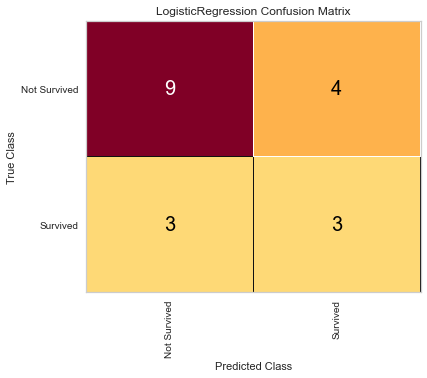 LogisticRegression Confusion Matrix
True Class
Not Survived
9
4
Survived
3
3
Not Survived
Survived
Predicted Class